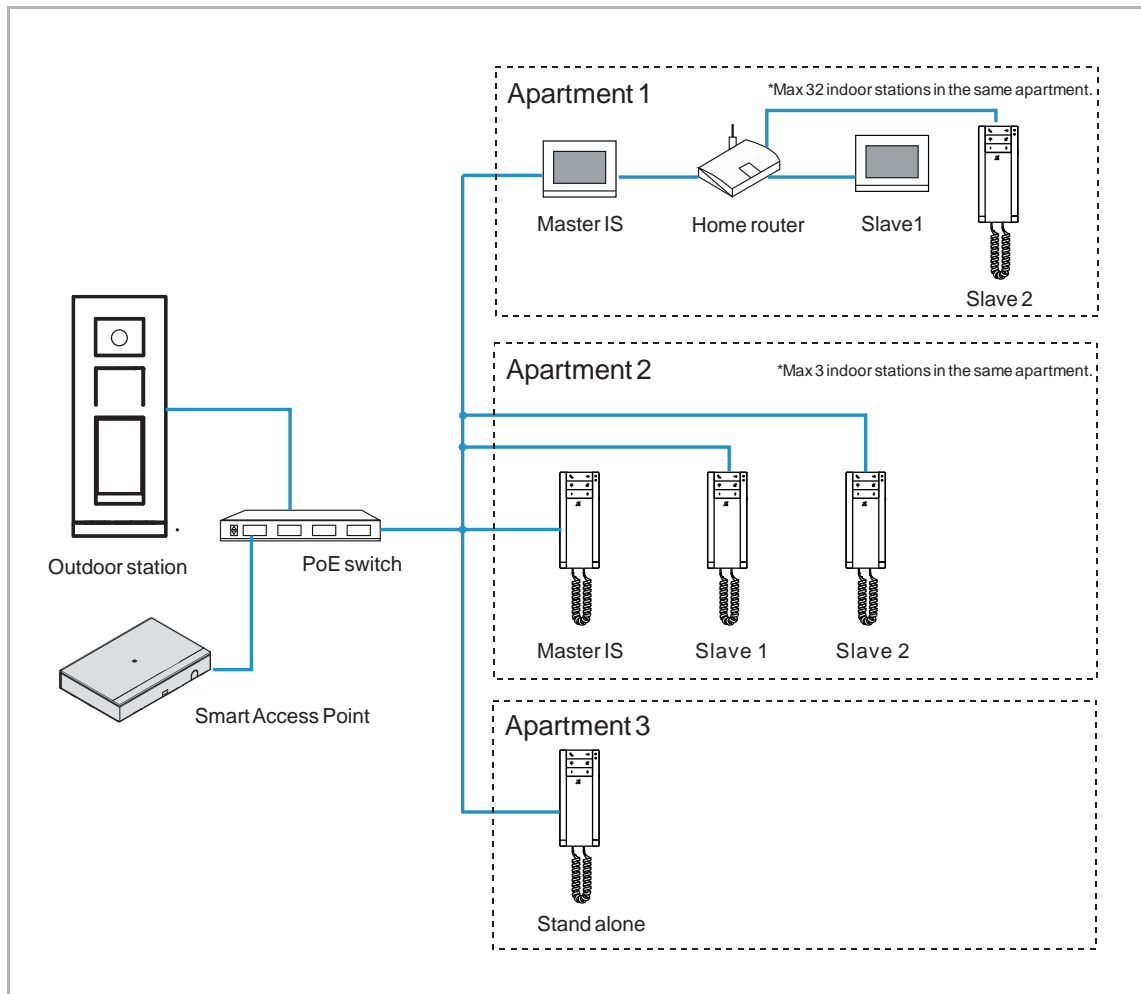 Apartment 1
*Max 32 indoor stations in the same apartment.
Master IS
Home router
Slave1
Slave 2
Apartment 2
*Max 3 indoor stations in the same apartment.
Outdoor station
PoE switch
Master IS
Slave 1
Slave 2
Smart Access Point
Apartment 3
Stand alone